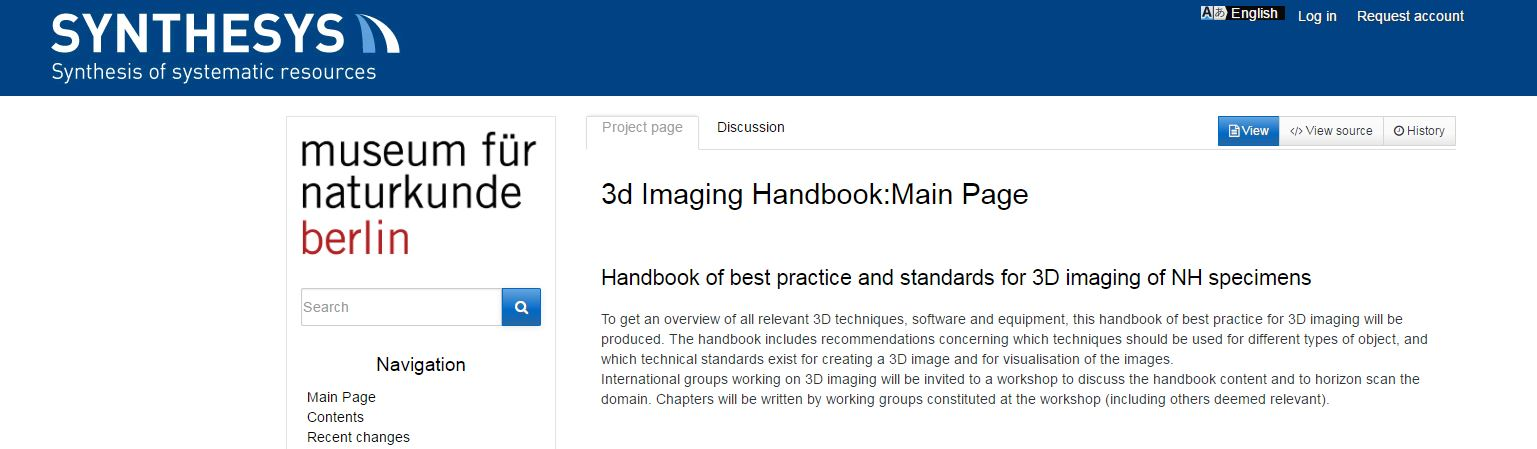 SYNTHESYS
Synthesis of systematic resources
Aあ English Log in Request account
museum für
naturkunde
berlin
Search
Navigation
Main Page
Contents
Recent changes
Project page Discussion
View </> View source History
3d Imaging Handbook:Main Page
Handbook of best practice and standards for 3D imaging of NH specimens
To get an overview of all relevant 3D techniques, software and equipment, this handbook of best practice for 3D imaging will be
produced. The handbook includes recommendations concerning which techniques should be used for different types of object, and
which technical standards exist for creating a 3D image and for visualisation of the images.
International groups working on 3D imaging will be invited to a workshop to discuss the handbook content and to horizon scan the
domain. Chapters will be written by working groups constituted at the workshop (including others deemed relevant).